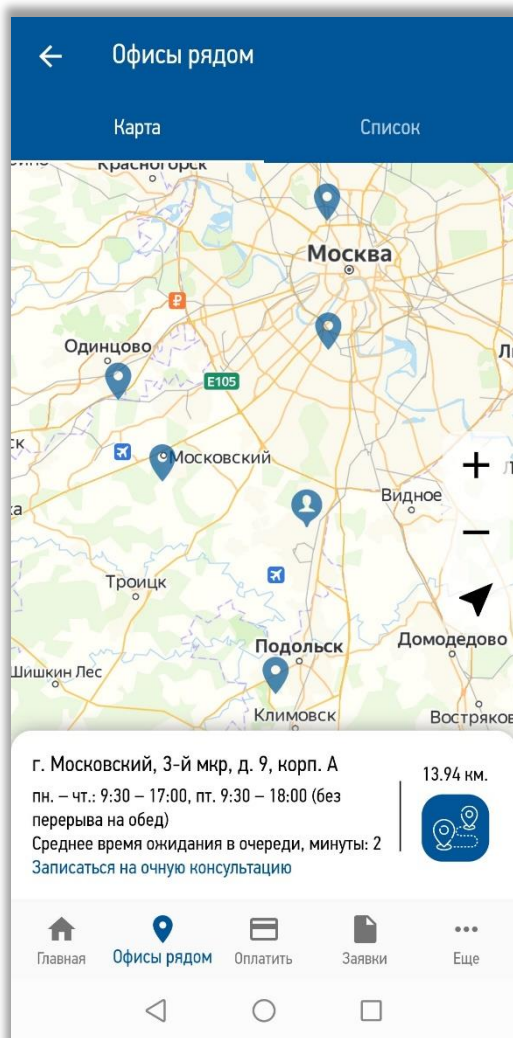 Офисы рядом
Карта
Список
Красногорск
Москва
Одинцово
E105
Московский
Видное
Троицк
Подольск
Домодедово
Шишкин Лес
Климовск
г. Московский, 3-й мкр, д. 9, корп. А
13.94 км.
пн. – чт.: 9:30 – 17:00, пт. 9:30 – 18:00 (без
перерыва на обед)
Среднее время ожидания в очереди, минуты: 2
Записаться на очную консультацию
Главная
Офисы рядом
Оплатить
Заявки
Еще